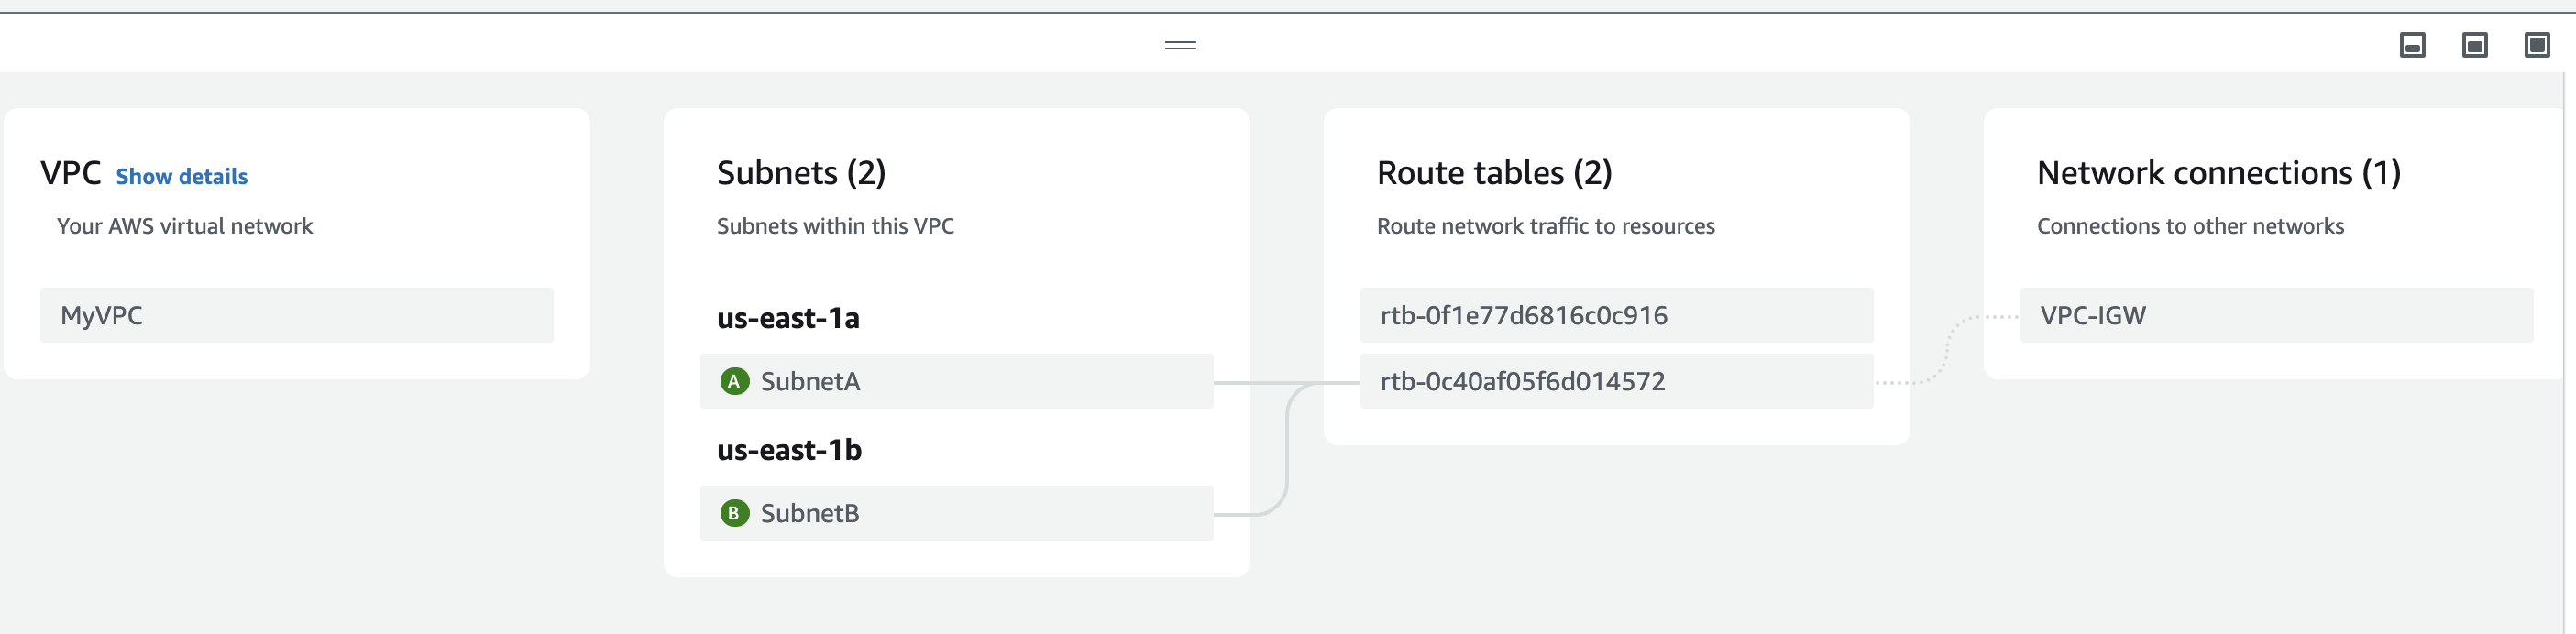 VPC Show details
Your AWS virtual network
MyVPC
Subnets (2)
Subnets within this VPC
us-east-1a
A SubnetA
us-east-1b
B SubnetB
Route tables (2)
Route network traffic to resources
rtb-0f1e77d6816c0c916
rtb-0c40af05f6d014572
Network connections (1)
Connections to other networks
VPC-IGW